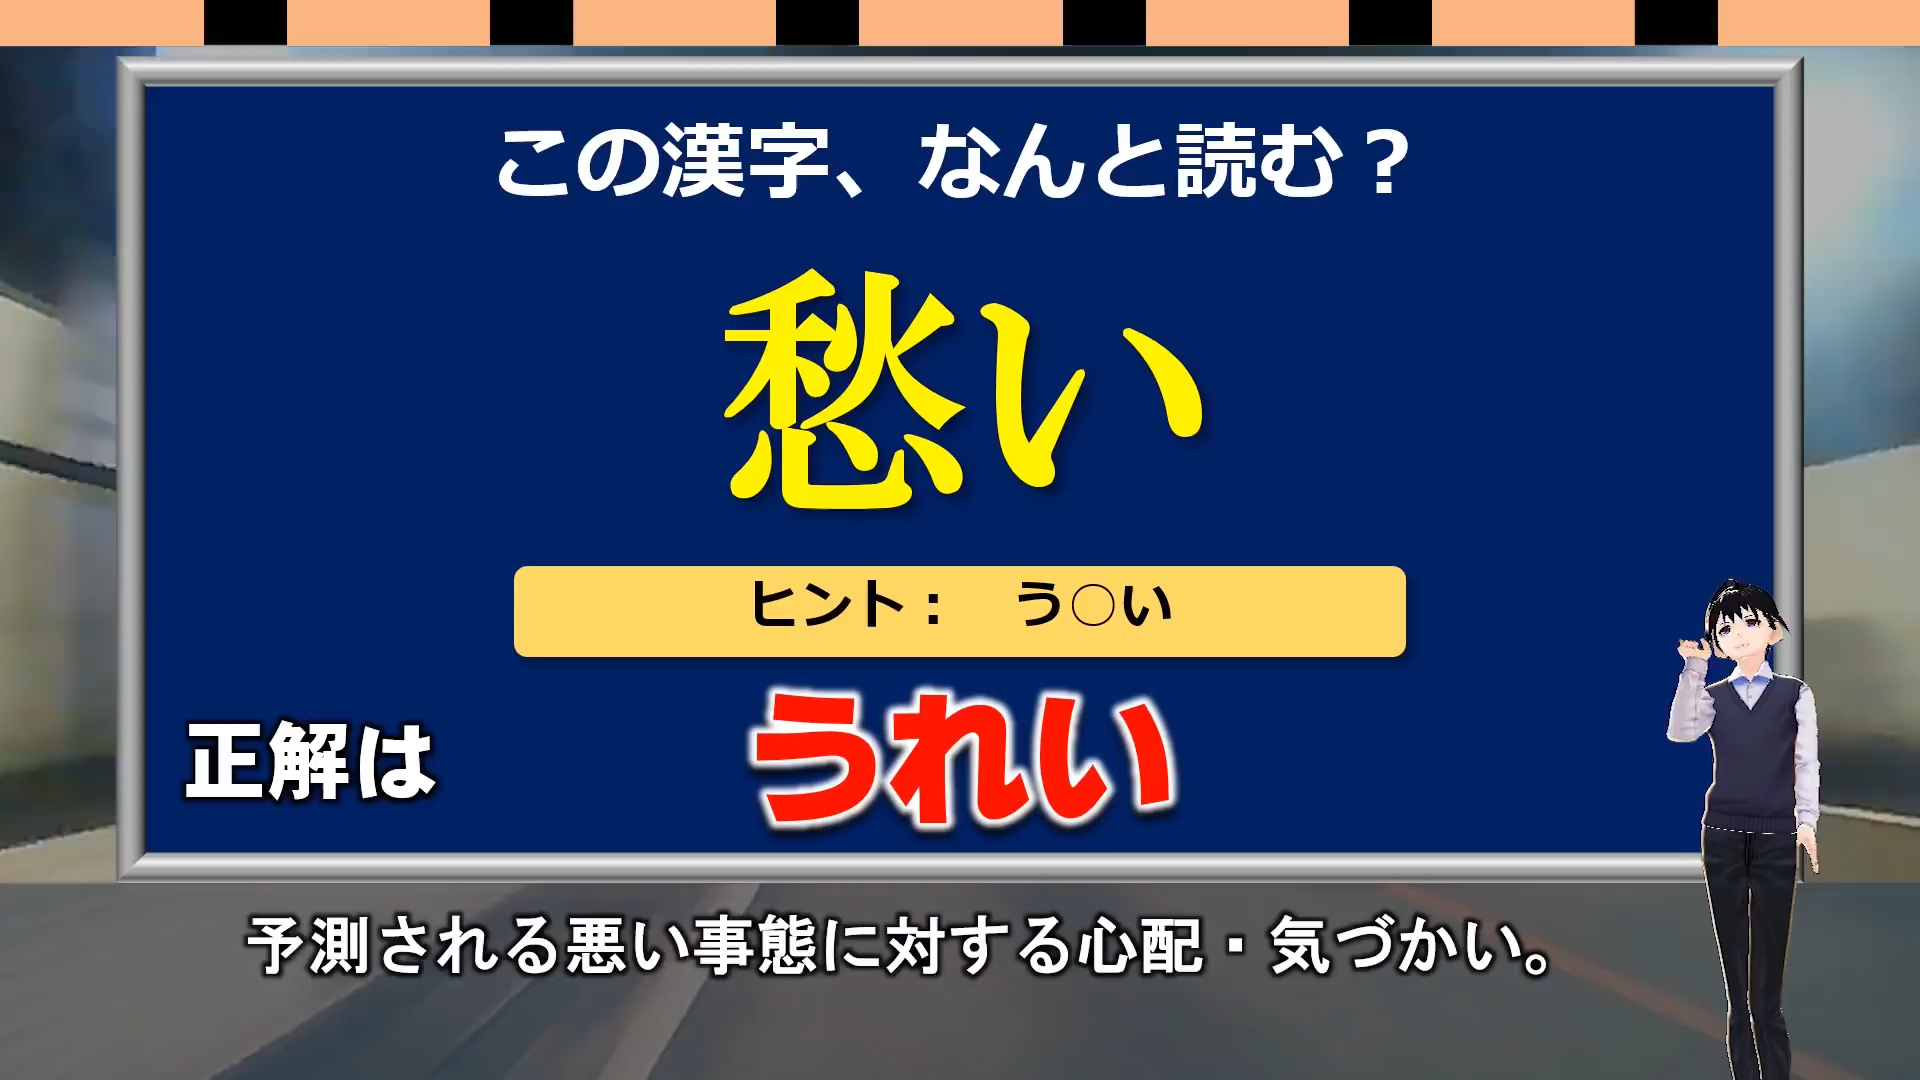 この漢字、なんと読む？
愁い
ヒント：　う○い
正解は　うれい
予測される悪い事態に対する心配・気づかい。